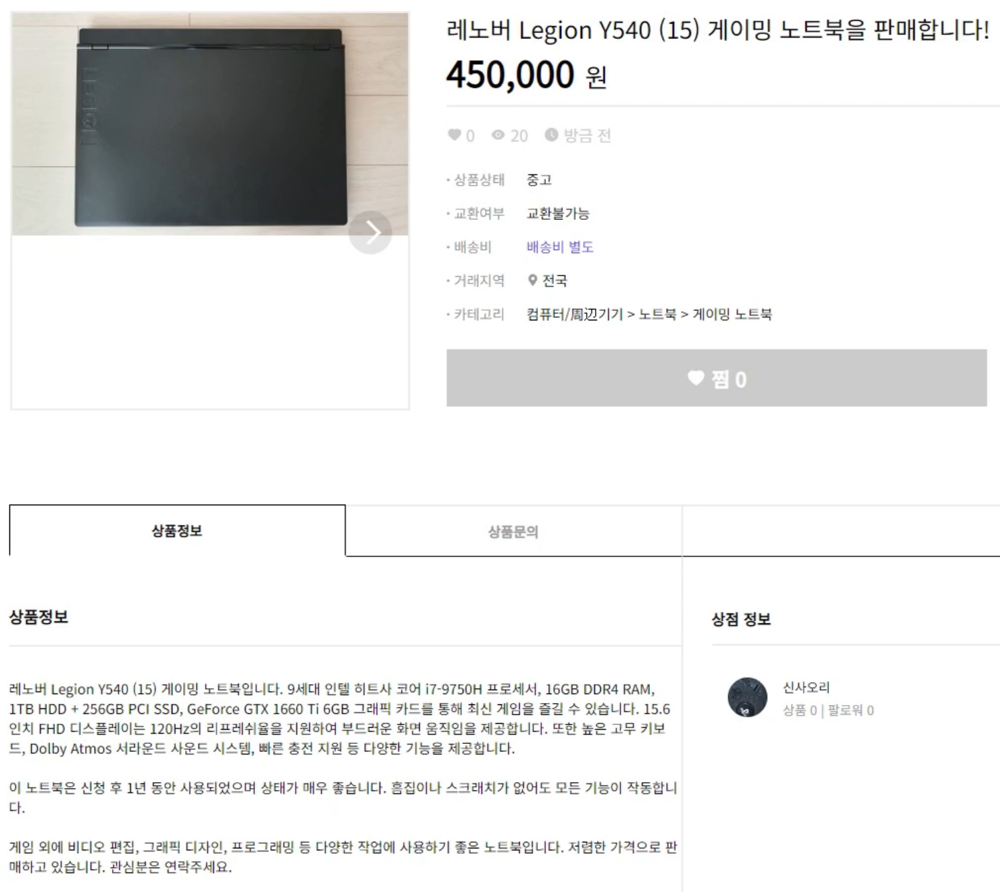 LEGION
레노버 Legion Y540 (15) 게이밍 노트북을 판매합니다!
450,000 원
0 20 방금 전
· 상품상태 중고
· 교환여부 교환불가능
· 배송비 배송비 별도
· 거래지역 전국
· 카테고리 컴퓨터/周辺기기 > 노트북 > 게이밍 노트북
찜 0
상품정보
상품문의
상품정보
레노버 Legion Y540 (15) 게이밍 노트북입니다. 9세대 인텔 히트사 코어 i7-9750H 프로세서, 16GB DDR4 RAM,
1TB HDD + 256GB PCI SSD, GeForce GTX 1660 Ti 6GB 그래픽 카드를 통해 최신 게임을 즐길 수 있습니다. 15.6
인치 FHD 디스플레이는 120Hz의 리프레쉬율을 지원하여 부드러운 화면 움직임을 제공합니다. 또한 높은 고무 키보
드, Dolby Atmos 서라운드 사운드 시스템, 빠른 충전 지원 등 다양한 기능을 제공합니다.
이 노트북은 신청 후 1년 동안 사용되었으며 상태가 매우 좋습니다. 흠집이나 스크래치가 없어도 모든 기능이 작동합니
다.
게임 외에 비디오 편집, 그래픽 디자인, 프로그래밍 등 다양한 작업에 사용하기 좋은 노트북입니다. 저렴한 가격으로 판
매하고 있습니다. 관심분은 연락주세요.
상점 정보
신사오리
상품 0 | 팔로워 0